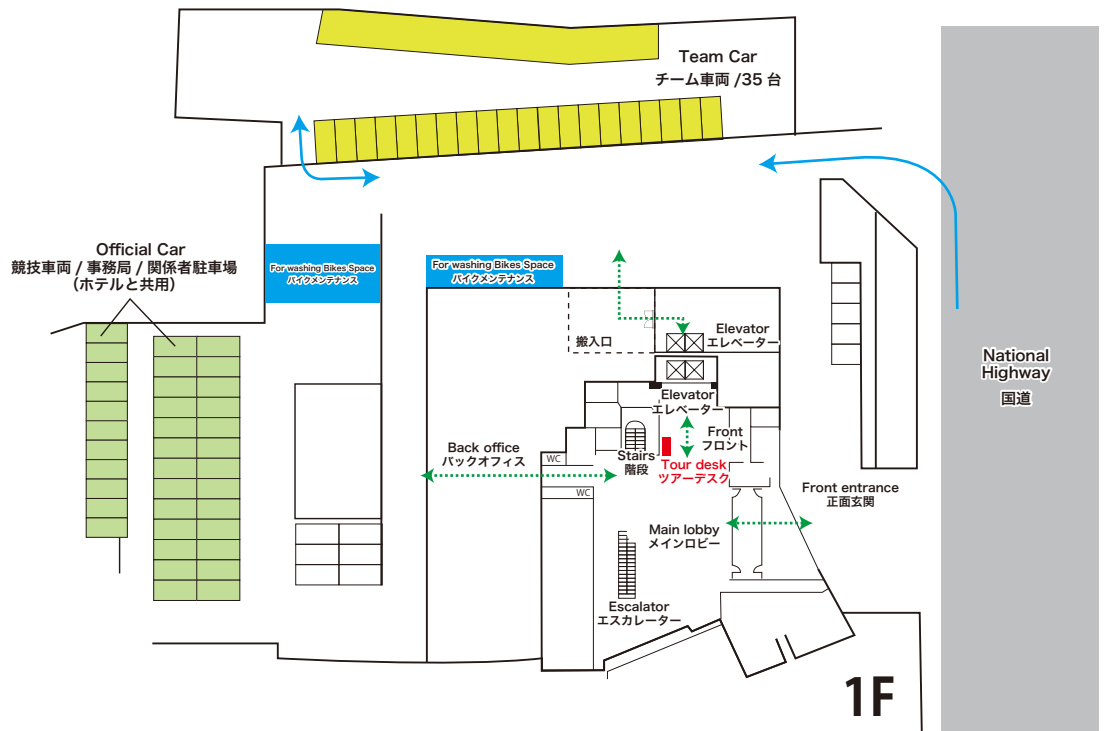 Team Car
チーム車両 /35 台
Official Car
競技車両 / 事務局 / 関係者駐車場
（ホテルと共用）
For washing Bikes Space
バイクメンテナンス
For washing Bikes Space
バイクメンテナンス
搬入口
Elevator
エレベーター
National
Highway
国道
Elevator
エレベーター
Front
フロント
Back office
バックオフィス
Stairs
階段
Tour desk
ツアーデスク
WC
WC
Front entrance
正面玄関
Main lobby
メインロビー
Escalator
エスカレーター
1F